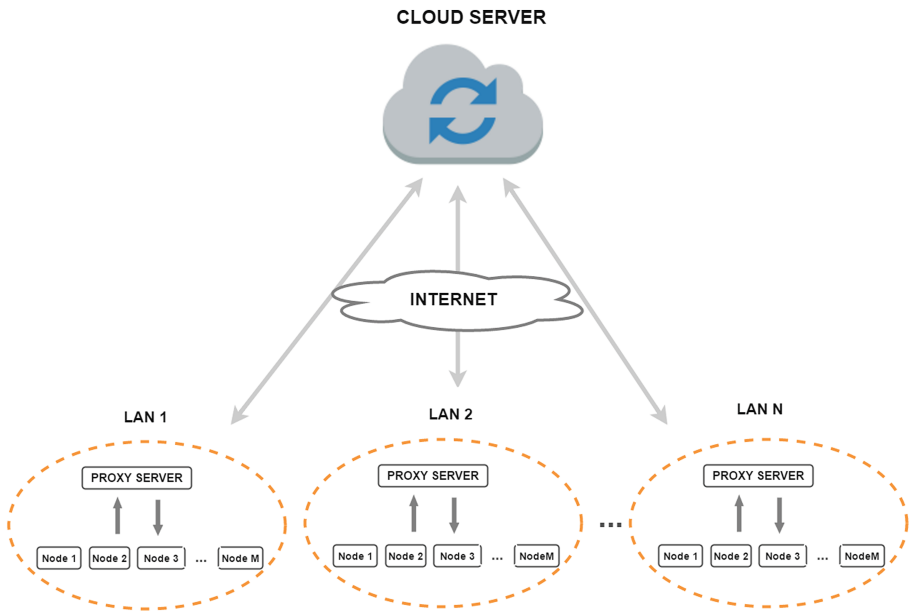 CLOUD SERVER
INTERNET
LAN 1
LAN 2
LAN N
PROXY SERVER
PROXY SERVER
PROXY SERVER
...
Node 1 Node 2 Node 3 ... Node M
Node 1 Node 2 Node 3 ... NodeM
Node 1 Node 2 Node 3 ... NodeM